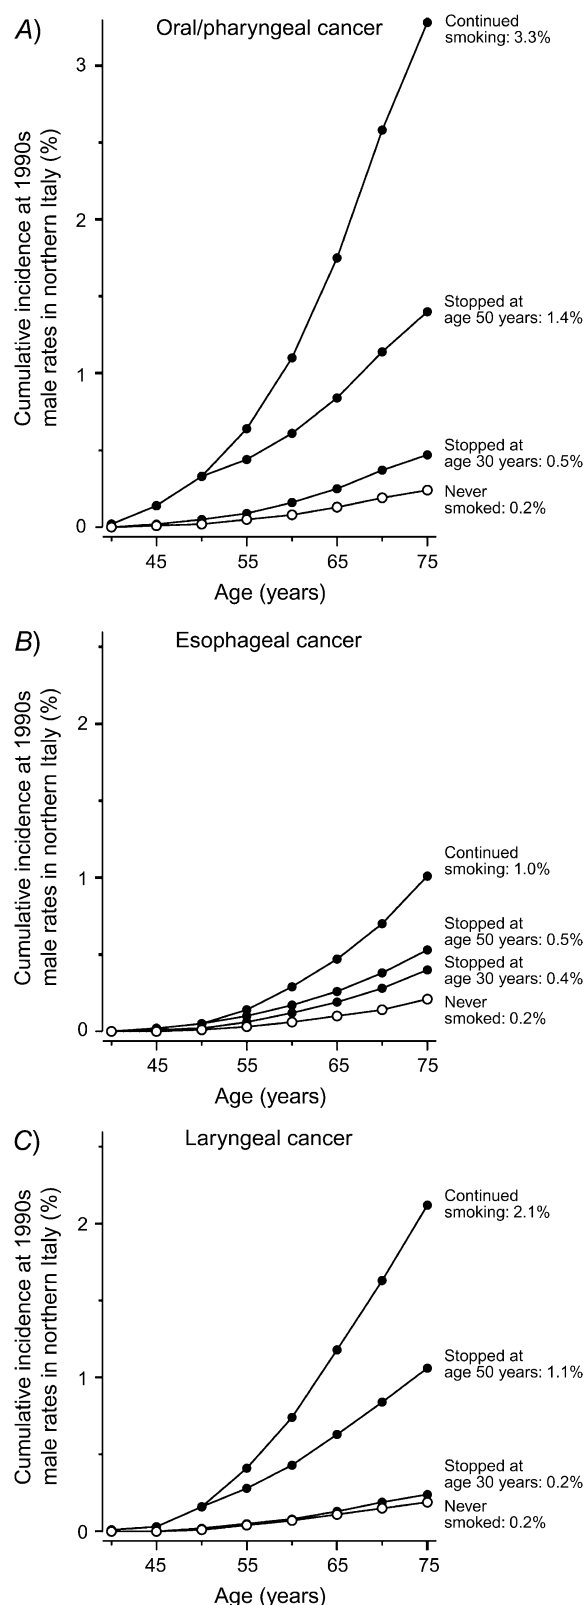 A)
Oral/pharyngeal cancer
Cumulative incidence at 1990s
male rates in northern Italy (%)
3
2
1
0
Continued
smoking: 3.3%
Stopped at
age 50 years: 1.4%
Stopped at
age 30 years: 0.5%
Never
smoked: 0.2%
45
55
65
75
Age (years)
B)
Esophageal cancer
Cumulative incidence at 1990s
male rates in northern Italy (%)
2
1
0
Continued
smoking: 1.0%
Stopped at
age 50 years: 0.5%
Stopped at
age 30 years: 0.4%
Never
smoked: 0.2%
45
55
65
75
Age (years)
C)
Laryngeal cancer
Cumulative incidence at 1990s
male rates in northern Italy (%)
2
1
0
Continued
smoking: 2.1%
Stopped at
age 50 years: 1.1%
Stopped at
age 30 years: 0.2%
Never
smoked: 0.2%
45
55
65
75
Age (years)